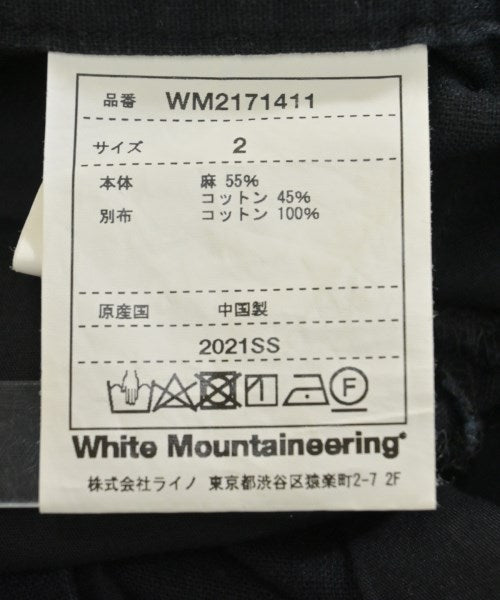 品番 WM2171411
サイズ 2
本体 麻 55%
コットン 45%
別布 コットン 100%
原産国 中国製
2021SS
F
White Mountaineering®
株式会社ライノ 東京都渋谷区猿楽町2-7 2F